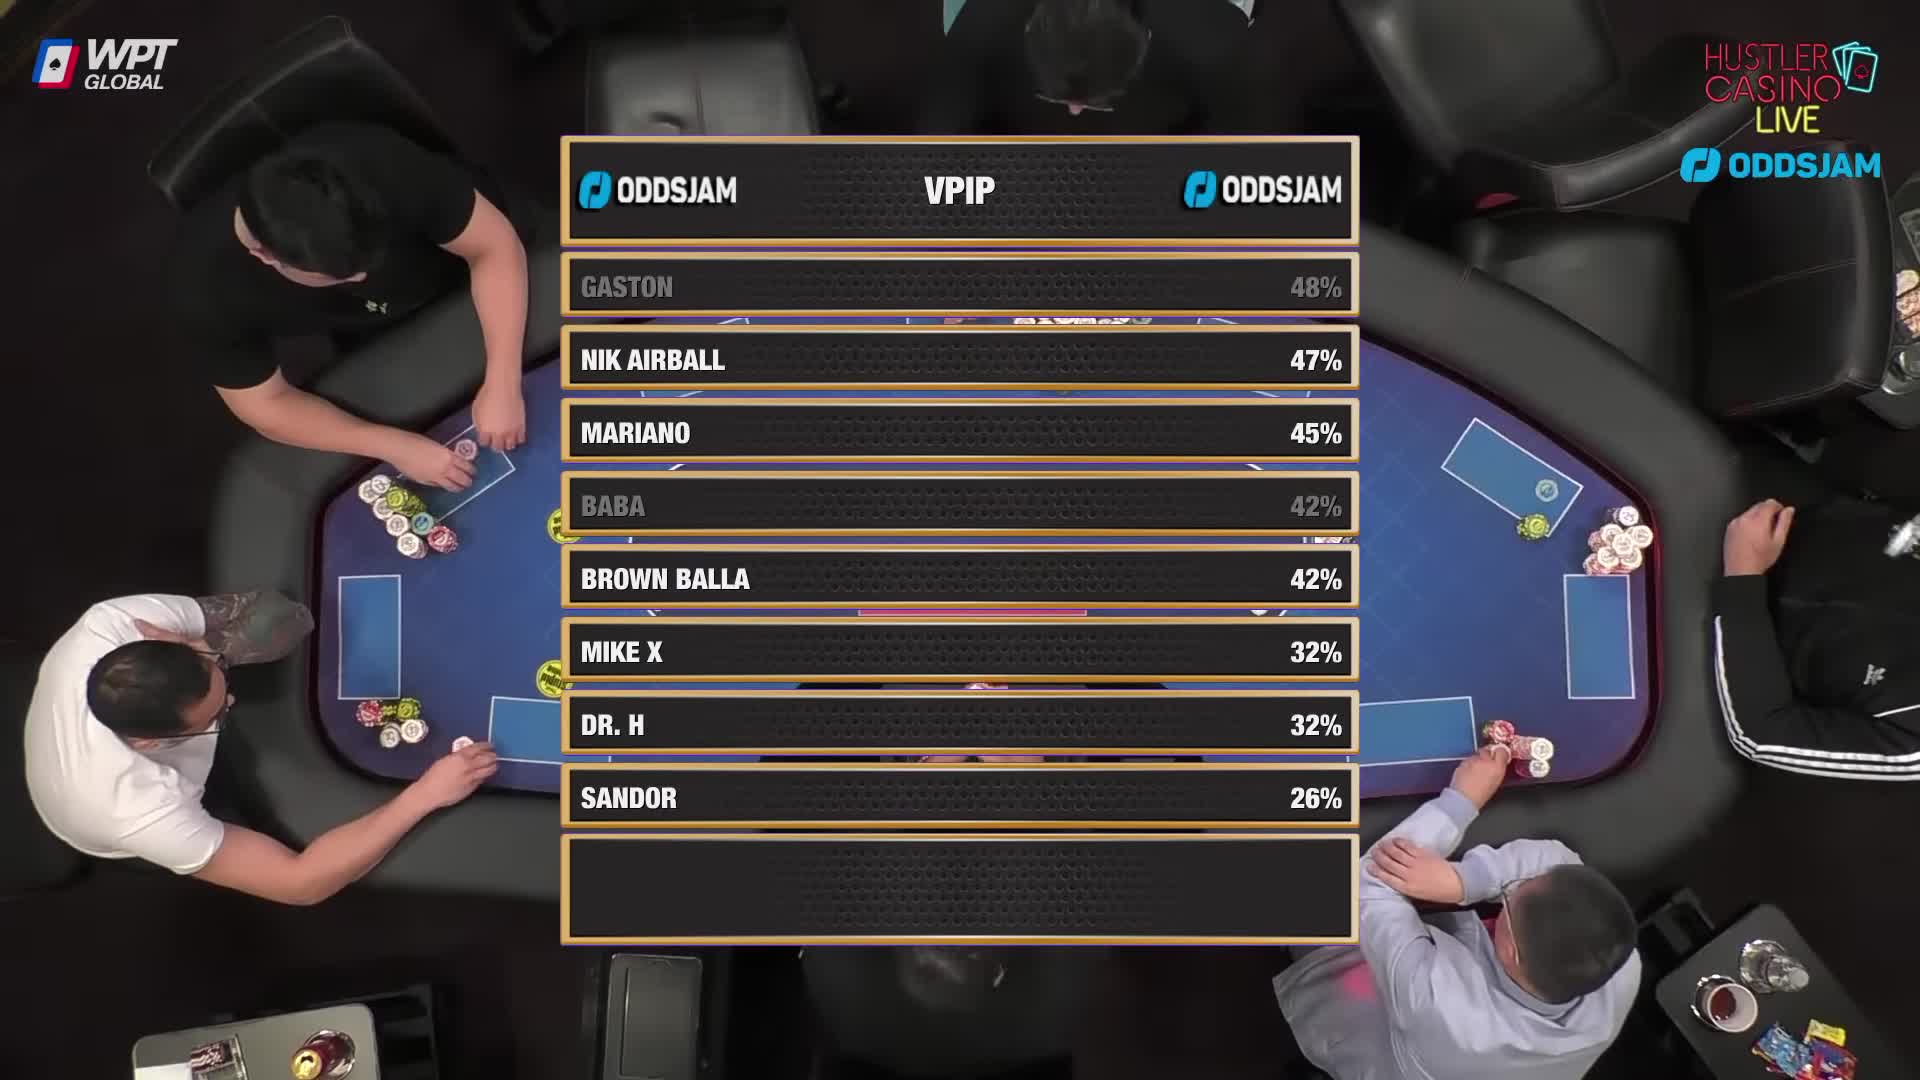 WPT
GLOBAL
HUSTLER
CASINO
LIVE
ODDSJAM
ODDSJAM VPIP ODDSJAM
GASTON 48%
NIK AIRBALL 47%
MARIANO 45%
BABA 42%
BROWN BALLA 42%
MIKE X 32%
DR. H 32%
SANDOR 26%